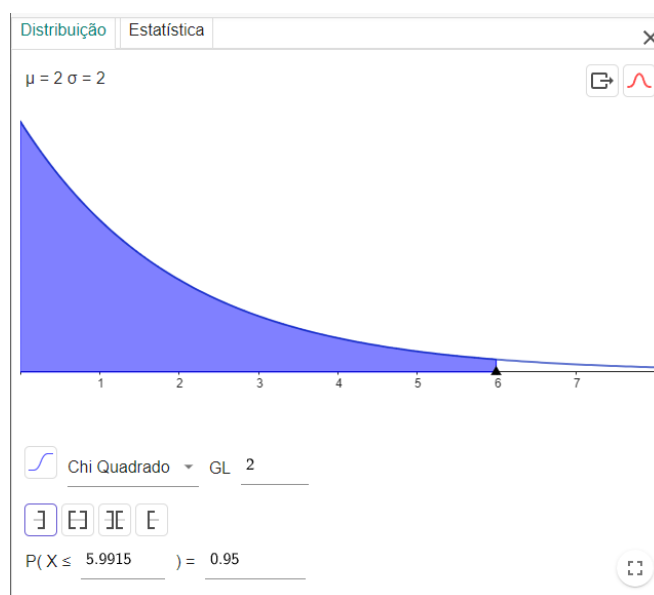 Distribuição Estatística
μ = 2 σ = 2
1 2 3 4 5 6 7
Chi Quadrado GL 2
P( X ≤ 5.9915 ) = 0.95